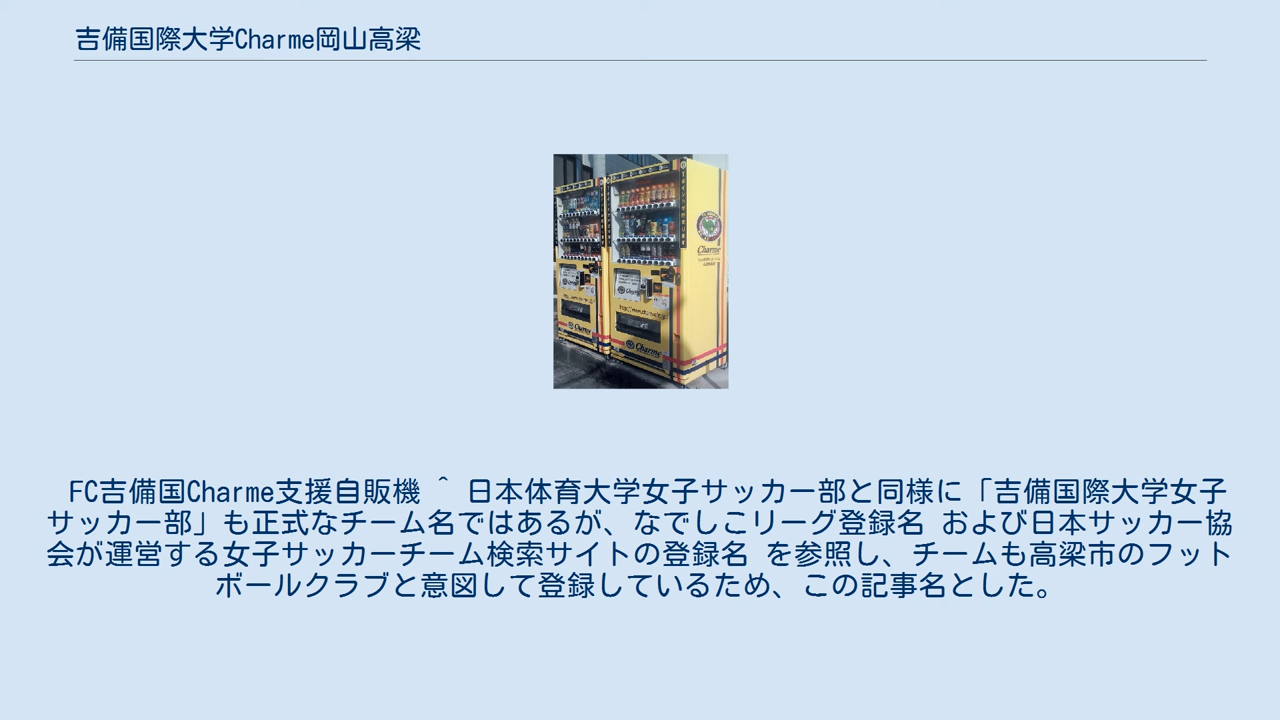 吉備国際大学Charme岡山高梁
Charme
Charme
Charme
FC吉備国Charme支援自販機 ^ 日本体育大学女子サッカー部と同様に「吉備国際大学女子
サッカー部」も正式なチーム名ではあるが、なでしこリーグ登録名 および日本サッカー協
会が運営する女子サッカーチーム検索サイトの登録名 を参照し、チームも高梁市のフット
ボールクラブと意図して登録しているため、この記事名とした。